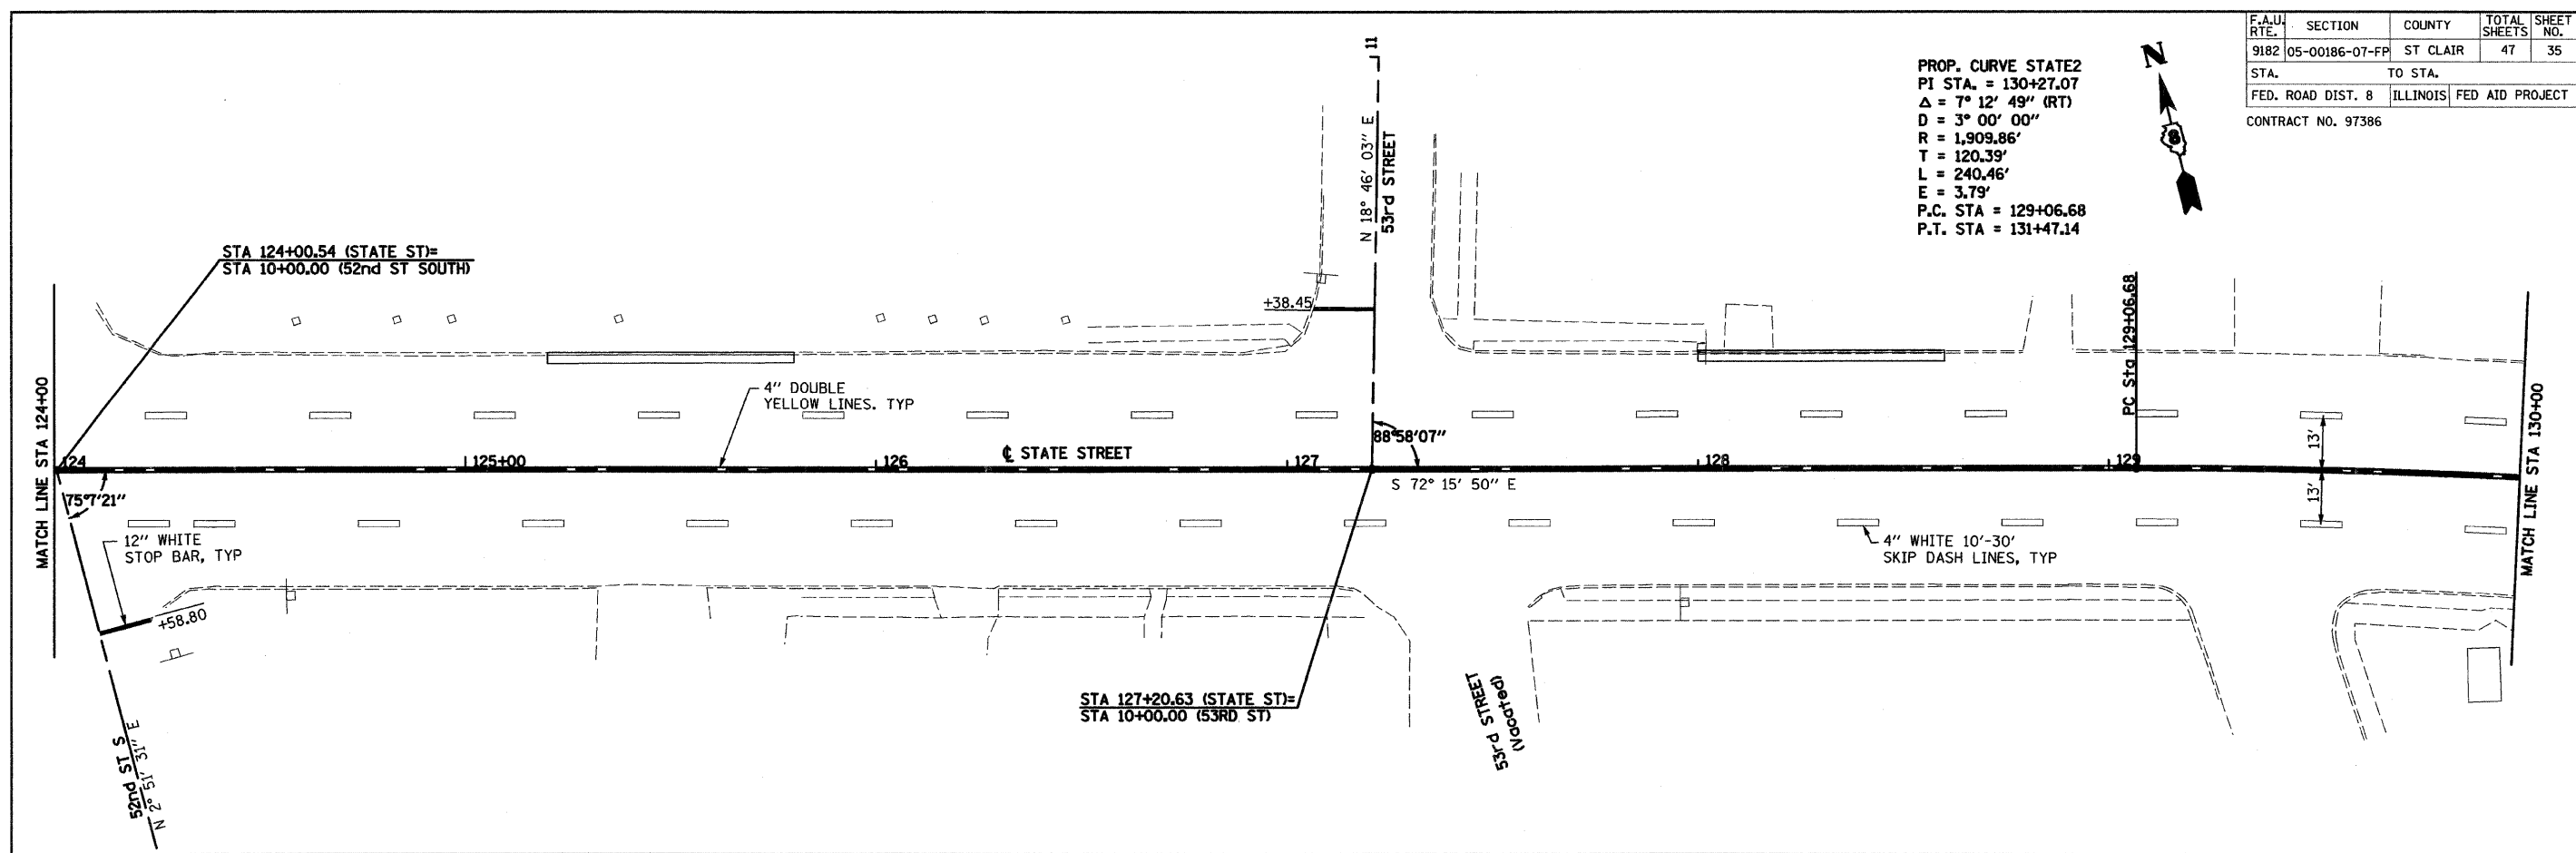 F.A.U. RTE. SECTION COUNTY TOTAL SHEETS SHEET NO.
9182 05-00186-07-FP ST CLAIR 47 35
STA. TO STA.
FED. ROAD DIST. 8 ILLINOIS FED AID PROJECT
CONTRACT NO. 97386
PROP. CURVE STATE2
PI STA. = 130+27.07
Δ = 7° 12' 49" (RT)
D = 3° 00' 00"
R = 1,909.86'
T = 120.39'
L = 240.46'
E = 3.79'
P.C. STA = 129+06.68
P.T. STA = 131+47.14
N
8
11
N 18° 46' 03" E
53rd STREET
STA 124+00.54 (STATE ST)=
STA 10+00.00 (52nd ST SOUTH)
+38.45
PC Sta 129+06.68
MATCH LINE STA 124+00
4" DOUBLE
YELLOW LINES. TYP
88°58'07"
13'
MATCH LINE STA 130+00
124
125+00
126
℄ STATE STREET
127
128
129
75°7'21"
S 72° 15' 50" E
13'
12" WHITE
STOP BAR, TYP
4" WHITE 10'-30'
SKIP DASH LINES, TYP
+58.80
STA 127+20.63 (STATE ST)=
STA 10+00.00 (53RD ST)
53rd STREET
(Vacated)
52nd ST S
N 2° 51' 31" E